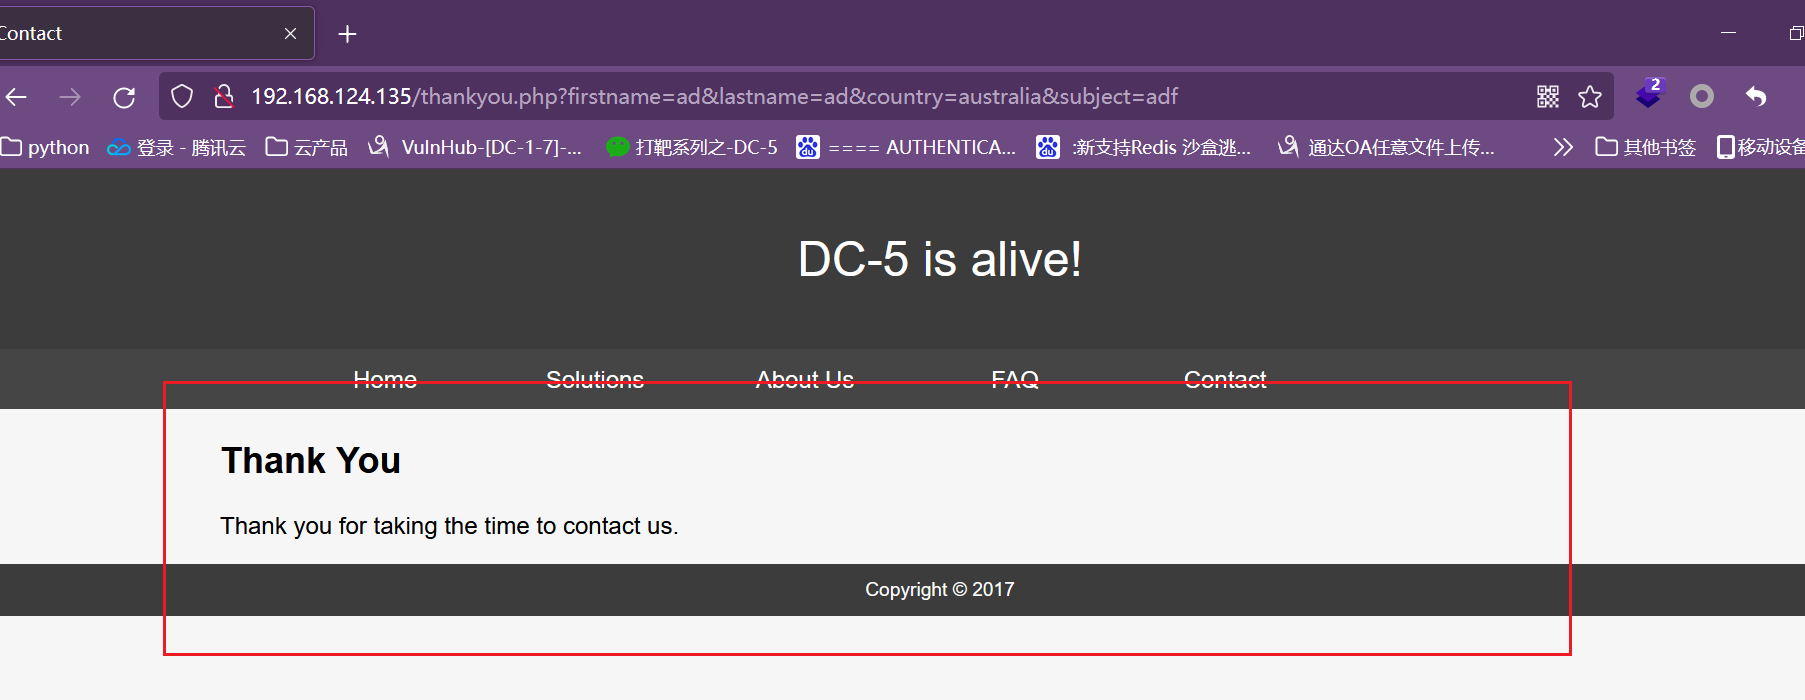 Contact
192.168.124.135/thankyou.php?firstname=ad&lastname=ad&country=australia&subject=adf
2
python 登录 - 腾讯云 云产品 VulnHub-[DC-1-7]-... 打靶系列之-DC-5 ==== AUTHENTICA... :新支持Redis 沙盒逃... 通达OA任意文件上传... 其他书签 移动设备
DC-5 is alive!
Home Solutions About Us FAQ Contact
Thank You
Thank you for taking the time to contact us.
Copyright © 2017